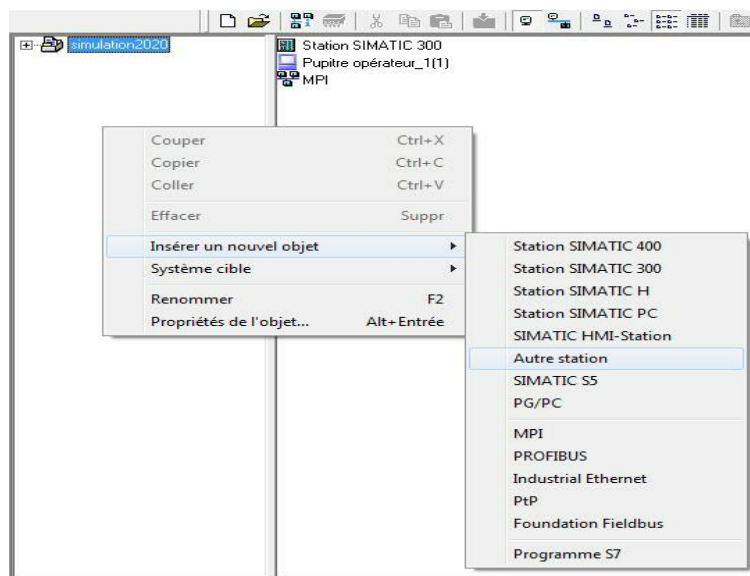 simulation2020
Station SIMATIC 300
Pupitre opérateur_1(1)
MPI
Couper Ctrl+X
Copier Ctrl+C
Coller Ctrl+V
Effacer Suppr
Insérer un nouvel objet
Système cible
Renommer F2
Propriétés de l'objet... Alt+Entrée
Station SIMATIC 400
Station SIMATIC 300
Station SIMATIC H
Station SIMATIC PC
SIMATIC HMI-Station
Autre station
SIMATIC S5
PG/PC
MPI
PROFIBUS
Industrial Ethernet
PtP
Foundation Fieldbus
Programme S7